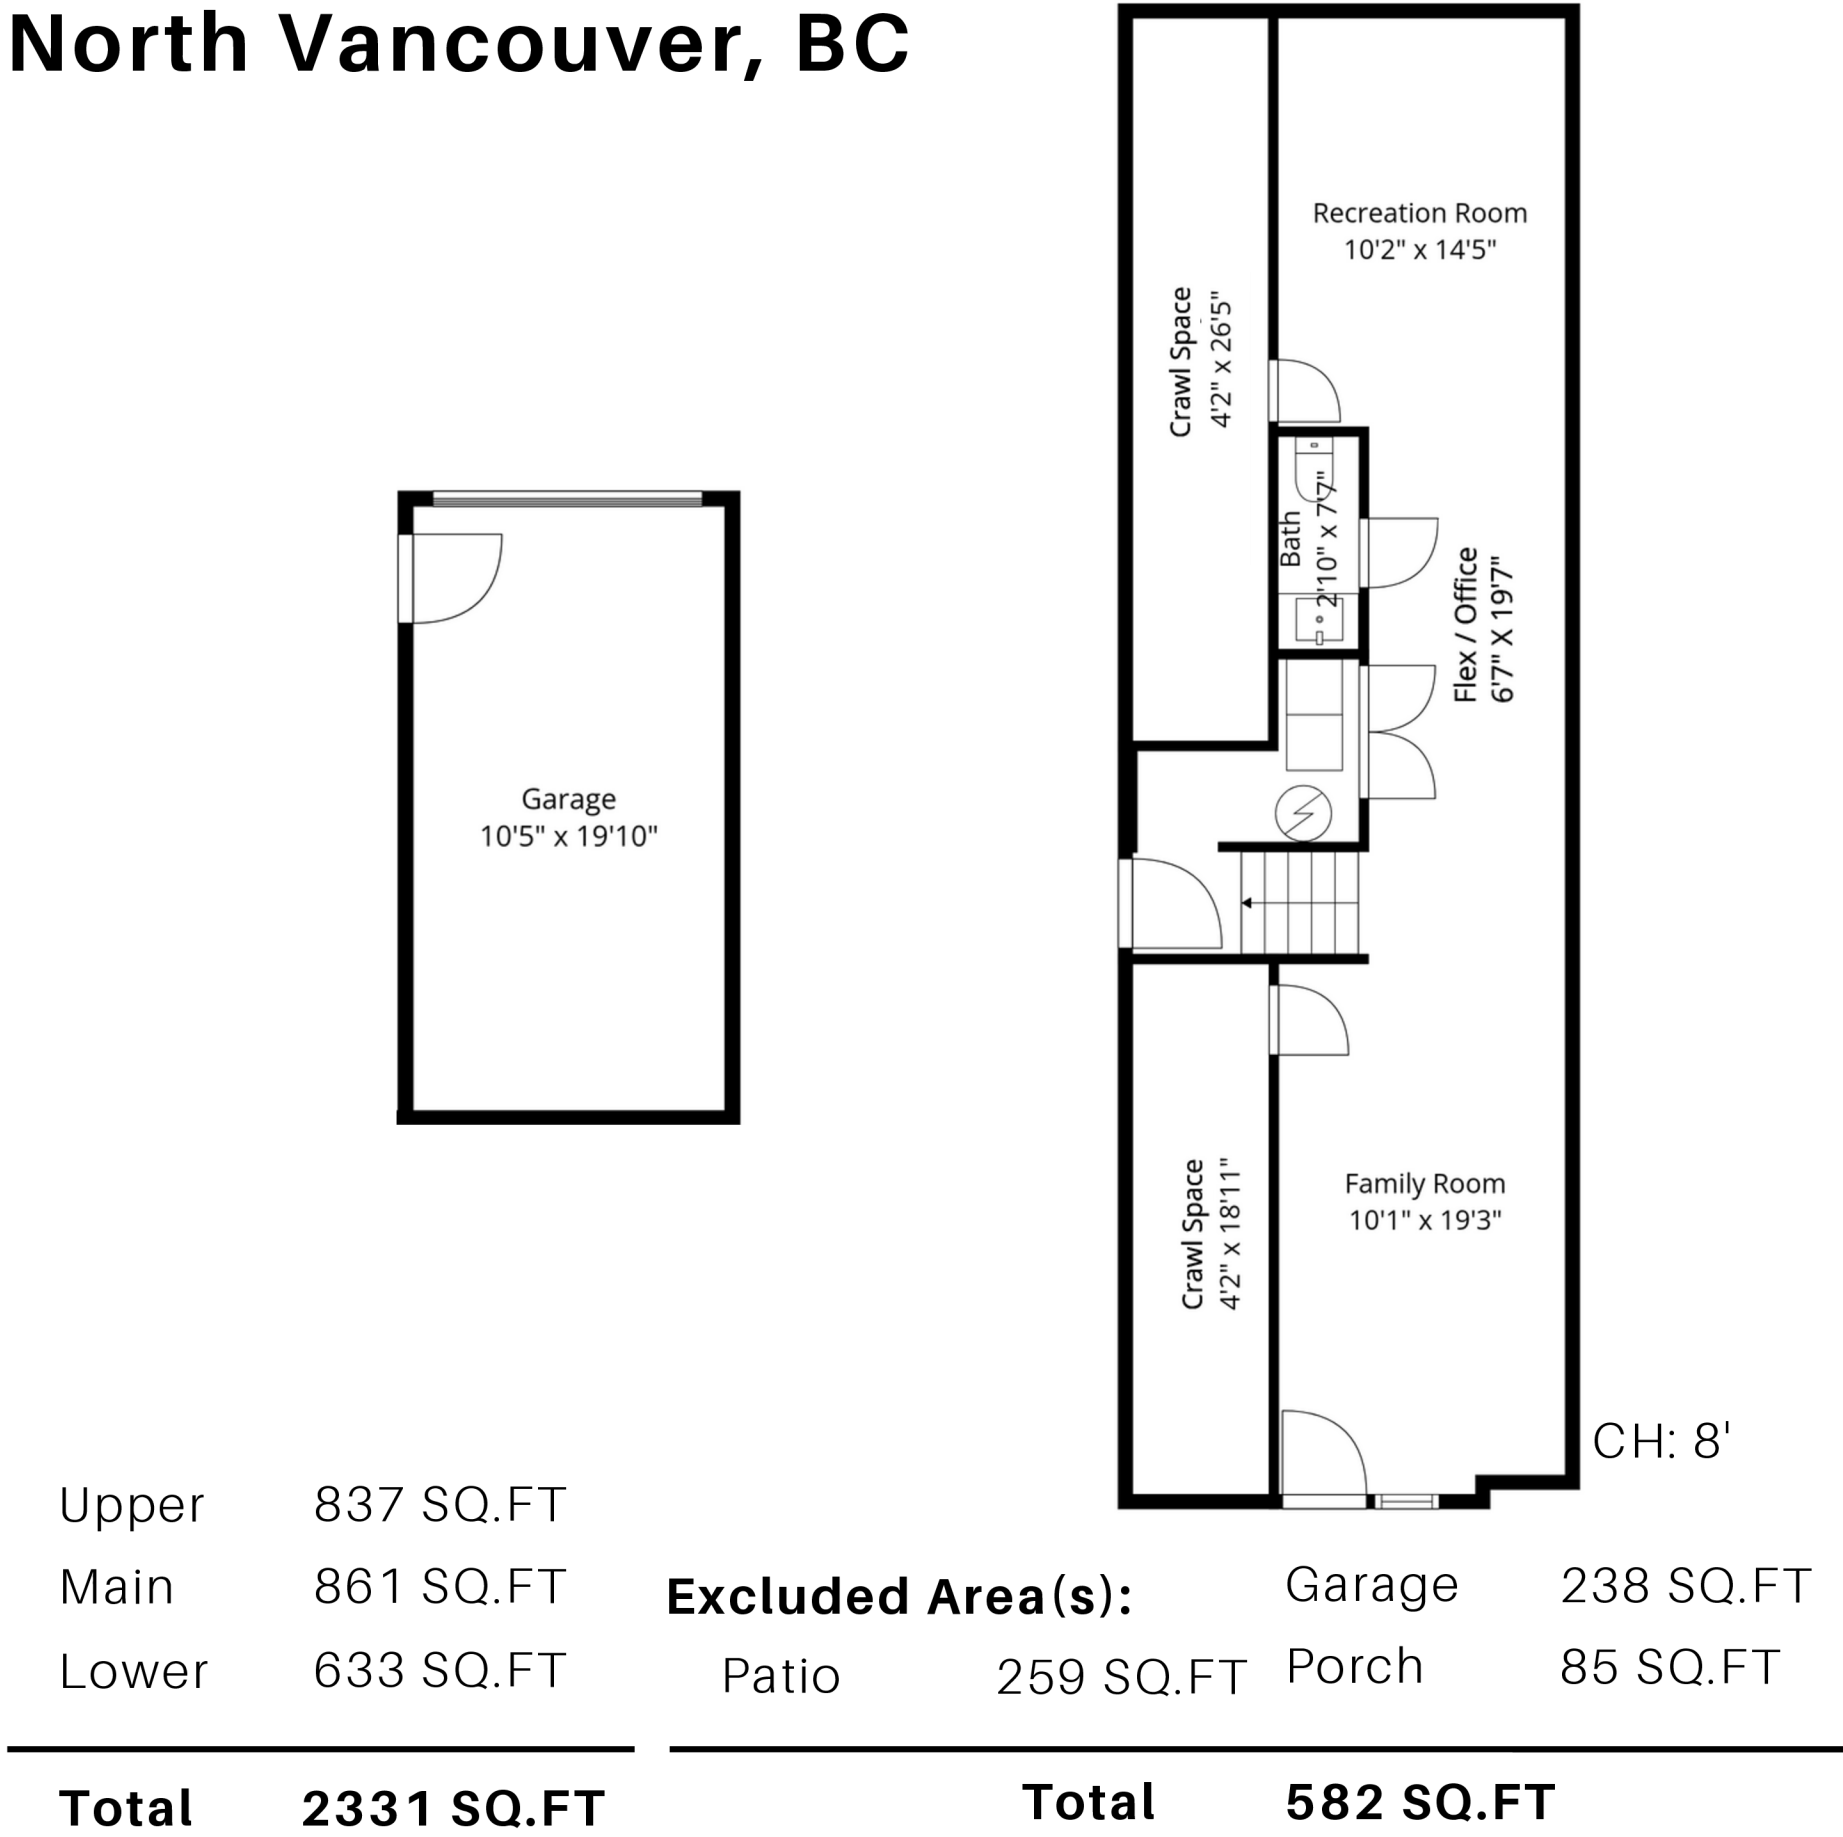 North Vancouver, BC
Recreation Room
10'2" x 14'5"
Crawl Space
4'2" x 26'5"
Bath
2'10" x 7'7"
Flex / Office
6'7" X 19'7"
Garage
10'5" x 19'10"
Crawl Space
4'2" x 18'11"
Family Room
10'1" x 19'3"
CH: 8'
Upper 837 SQ.FT
Main 861 SQ.FT
Lower 633 SQ.FT
Total 2331 SQ.FT
Excluded Area(s):
Patio 259 SQ.FT
Garage 238 SQ.FT
Porch 85 SQ.FT
Total 582 SQ.FT